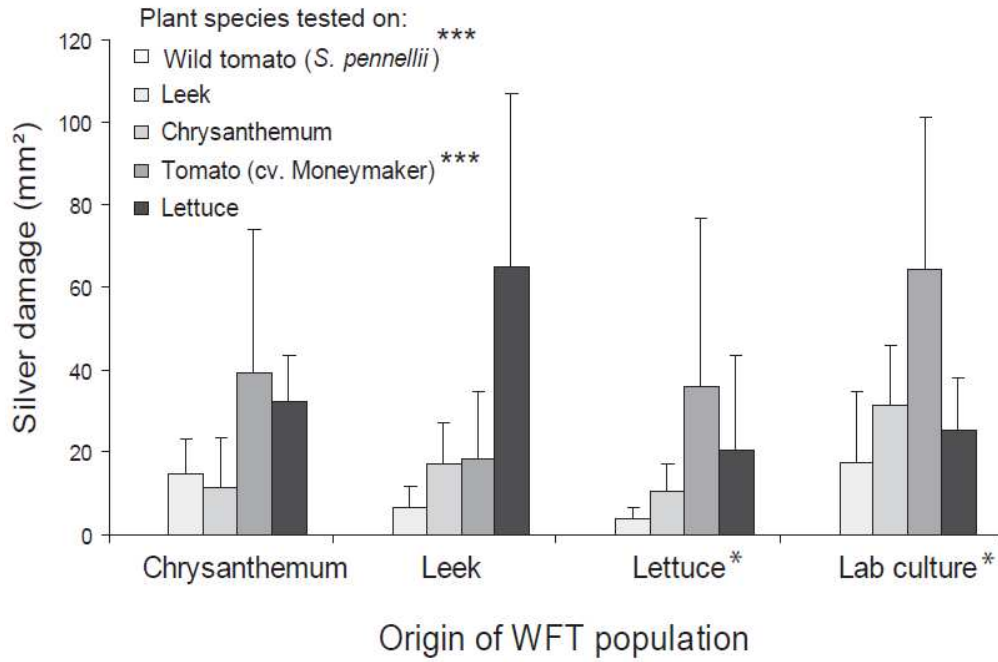 Plant species tested on:
Wild tomato (S. pennellii) ***
Leek
Chrysanthemum
Tomato (cv. Moneymaker) ***
Lettuce
Silver damage (mm²)
120
100
80
60
40
20
0
Chrysanthemum Leek Lettuce* Lab culture*
Origin of WFT population